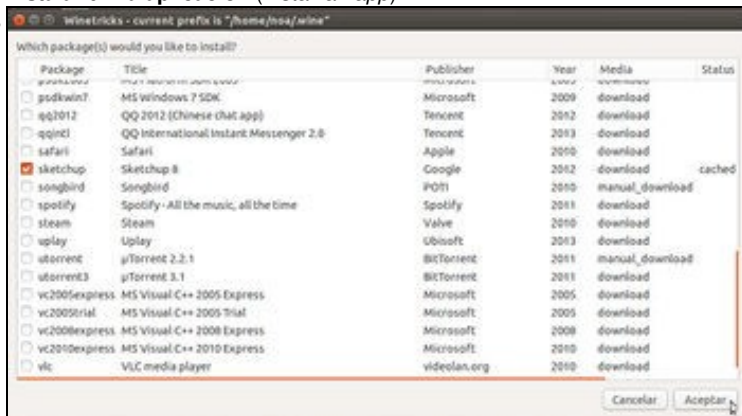 Winetricks - current prefix is "/home/noa/.wine"
Which package(s) would you like to install?
Package Title Publisher Year Media Status
psdkwin7 MS Windows 7 SDK Microsoft 2009 download
qq2012 QQ 2012 (Chinese chat app) Tencent 2012 download
qqintl QQ International Instant Messenger 2.0 Tencent 2013 download
safari Safari Apple 2010 download
sketchup SketchUp 8 Google 2012 download cached
songbird Songbird POTI 2010 manual_download
spotify Spotify - All the music, all the time Spotify 2011 download
steam Steam Valve 2010 download
uplay Uplay Ubisoft 2013 download
utorrent µTorrent 2.2.1 BitTorrent 2011 manual_download
utorrent3 µTorrent 3.1 BitTorrent 2011 download
vc2005express MS Visual C++ 2005 Express Microsoft 2005 download
vc2005trial MS Visual C++ 2005 Trial Microsoft 2005 download
vc2008express MS Visual C++ 2008 Express Microsoft 2008 download
vc2010express MS Visual C++ 2010 Express Microsoft 2010 download
vlc VLC media player videolan.org 2010 download
Cancelar Aceptar